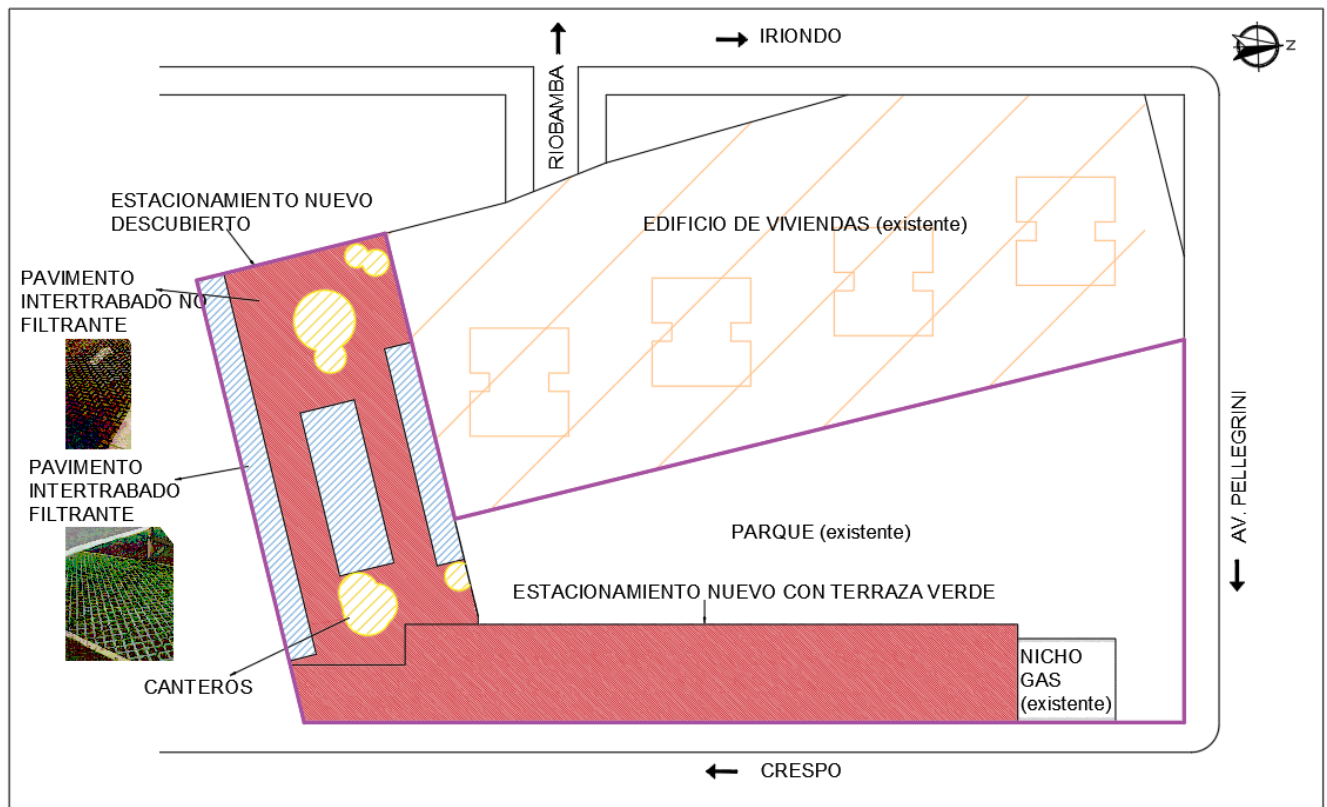 IRIONDO
Z
RIOBAMBA
ESTACIONAMIENTO NUEVO
DESCUBIERTO
EDIFICIO DE VIVIENDAS (existente)
PAVIMENTO
INTERTRABADO NO
FILTRANTE
PAVIMENTO
INTERTRABADO
FILTRANTE
AV. PELLEGRINI
PARQUE (existente)
ESTACIONAMIENTO NUEVO CON TERRAZA VERDE
NICHO
GAS
(existente)
CANTEROS
CRESPO